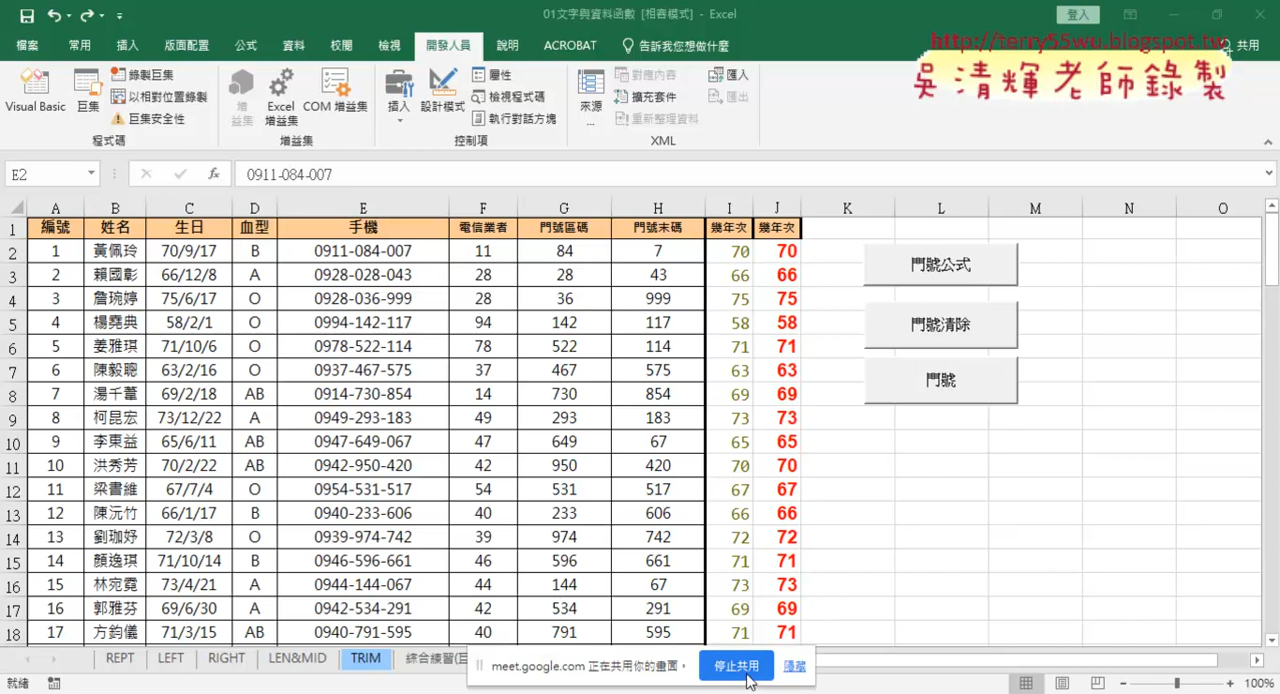 01文字與資料函數 [相容模式] - Excel
登入
http://terry55wu.blogspot.tw
吳清輝老師錄製
檔案 常用 插入 版面配置 公式 資料 校閱 檢視 開發人員 說明 ACROBAT 告訴我您想做什麼 共用
Visual Basic 巨集 錄製巨集 以相對位置錄製 巨集安全性
增益集 Excel 增益集 COM 增益集
插入 設計模式 屬性 檢視程式碼 執行對話方塊
來源... 對應內容 擴充套件 重新整理資料 匯入 匯出
程式碼 增益集 控制項 XML
E2 fx 0911-084-007
A B C D E F G H I J K L M N O
1 編號 姓名 生日 血型 手機 電信業者 門號區碼 門號末碼 幾年次 幾年次
2 1 黃佩玲 70/9/17 B 0911-084-007 11 84 7 70 70
3 2 賴國彰 66/12/8 A 0928-028-043 28 28 43 66 66
4 3 詹琬婷 75/6/17 O 0928-036-999 28 36 999 75 75
5 4 楊堯典 58/2/1 O 0994-142-117 94 142 117 58 58
6 5 姜雅琪 71/10/6 O 0978-522-114 78 522 114 71 71
7 6 陳毅聰 63/2/16 O 0937-467-575 37 467 575 63 63
8 7 湯千蕙 69/2/18 AB 0914-730-854 14 730 854 69 69
9 8 柯昆宏 73/12/22 A 0949-293-183 49 293 183 73 73
10 9 李東益 65/6/11 AB 0947-649-067 47 649 67 65 65
11 10 洪秀芳 70/2/22 AB 0942-950-420 42 950 420 70 70
12 11 梁書維 67/7/4 O 0954-531-517 54 531 517 67 67
13 12 陳沅竹 66/1/17 B 0940-233-606 40 233 606 66 66
14 13 劉珈妤 72/3/8 O 0939-974-742 39 974 742 72 72
15 14 顏逸琪 71/10/14 B 0946-596-661 46 596 661 71 71
16 15 林宛霓 73/4/21 A 0944-144-067 44 144 67 73 73
17 16 郭雅芬 69/6/30 A 0942-534-291 42 534 291 69 69
18 17 方鈞儀 71/3/15 AB 0940-791-595 40 791 595 71 71
門號公式
門號清除
門號
REPT LEFT RIGHT LEN&MID TRIM 綜合練習(巨
meet.google.com 正在共用你的畫面。 停止共用 隱藏
就緒 100%